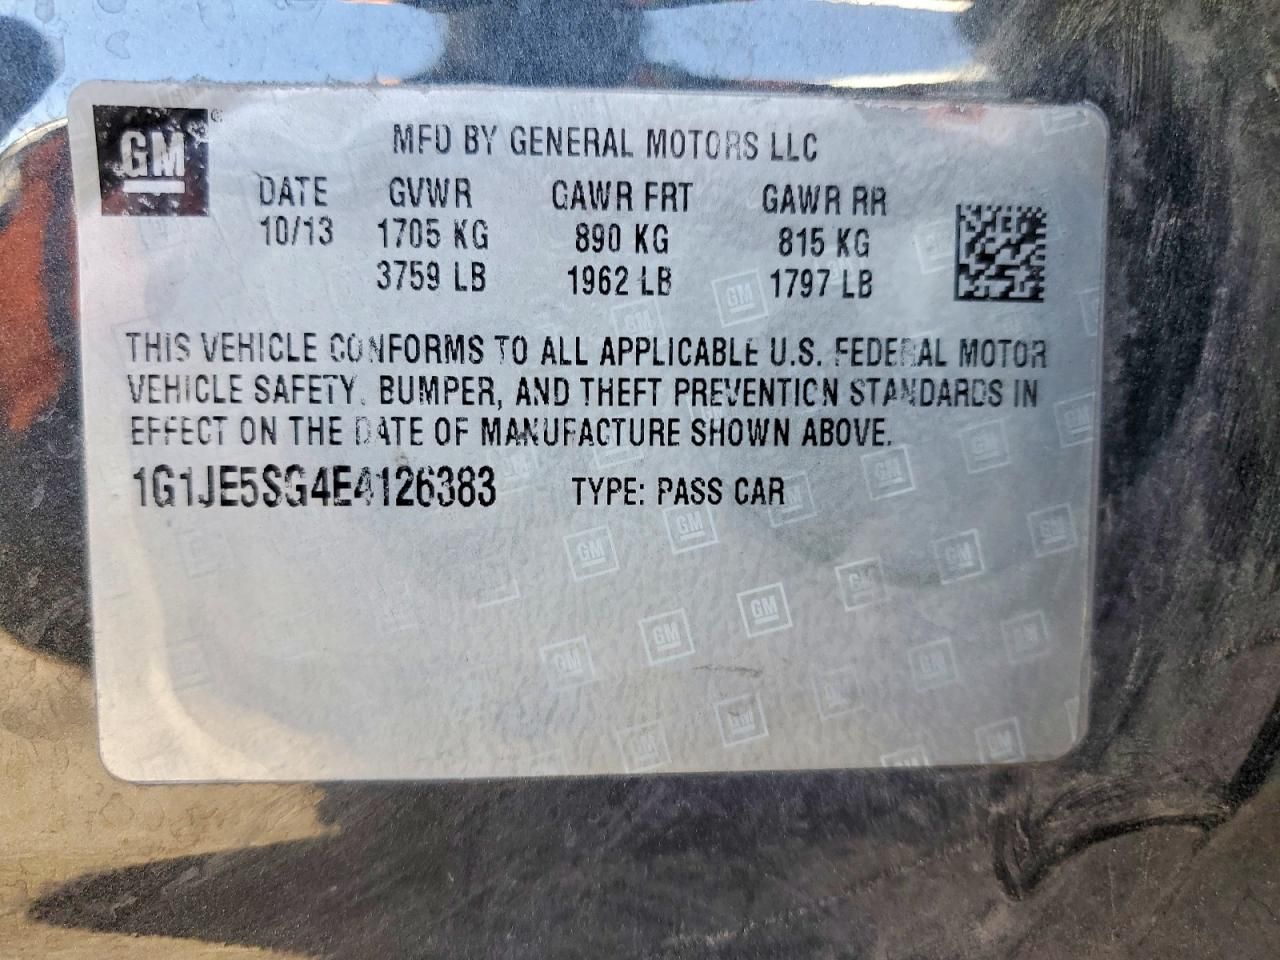 GM ®
MFD BY GENERAL MOTORS LLC
DATE GVWR GAWR FRT GAWR RR
10/13 1705 KG 890 KG 815 KG
3759 LB 1962 LB 1797 LB
THIS VEHICLE CONFORMS TO ALL APPLICABLE U.S. FEDERAL MOTOR
VEHICLE SAFETY, BUMPER, AND THEFT PREVENTION STANDARDS IN
EFFECT ON THE DATE OF MANUFACTURE SHOWN ABOVE.
1G1JE5SG4E4126383 TYPE: PASS CAR